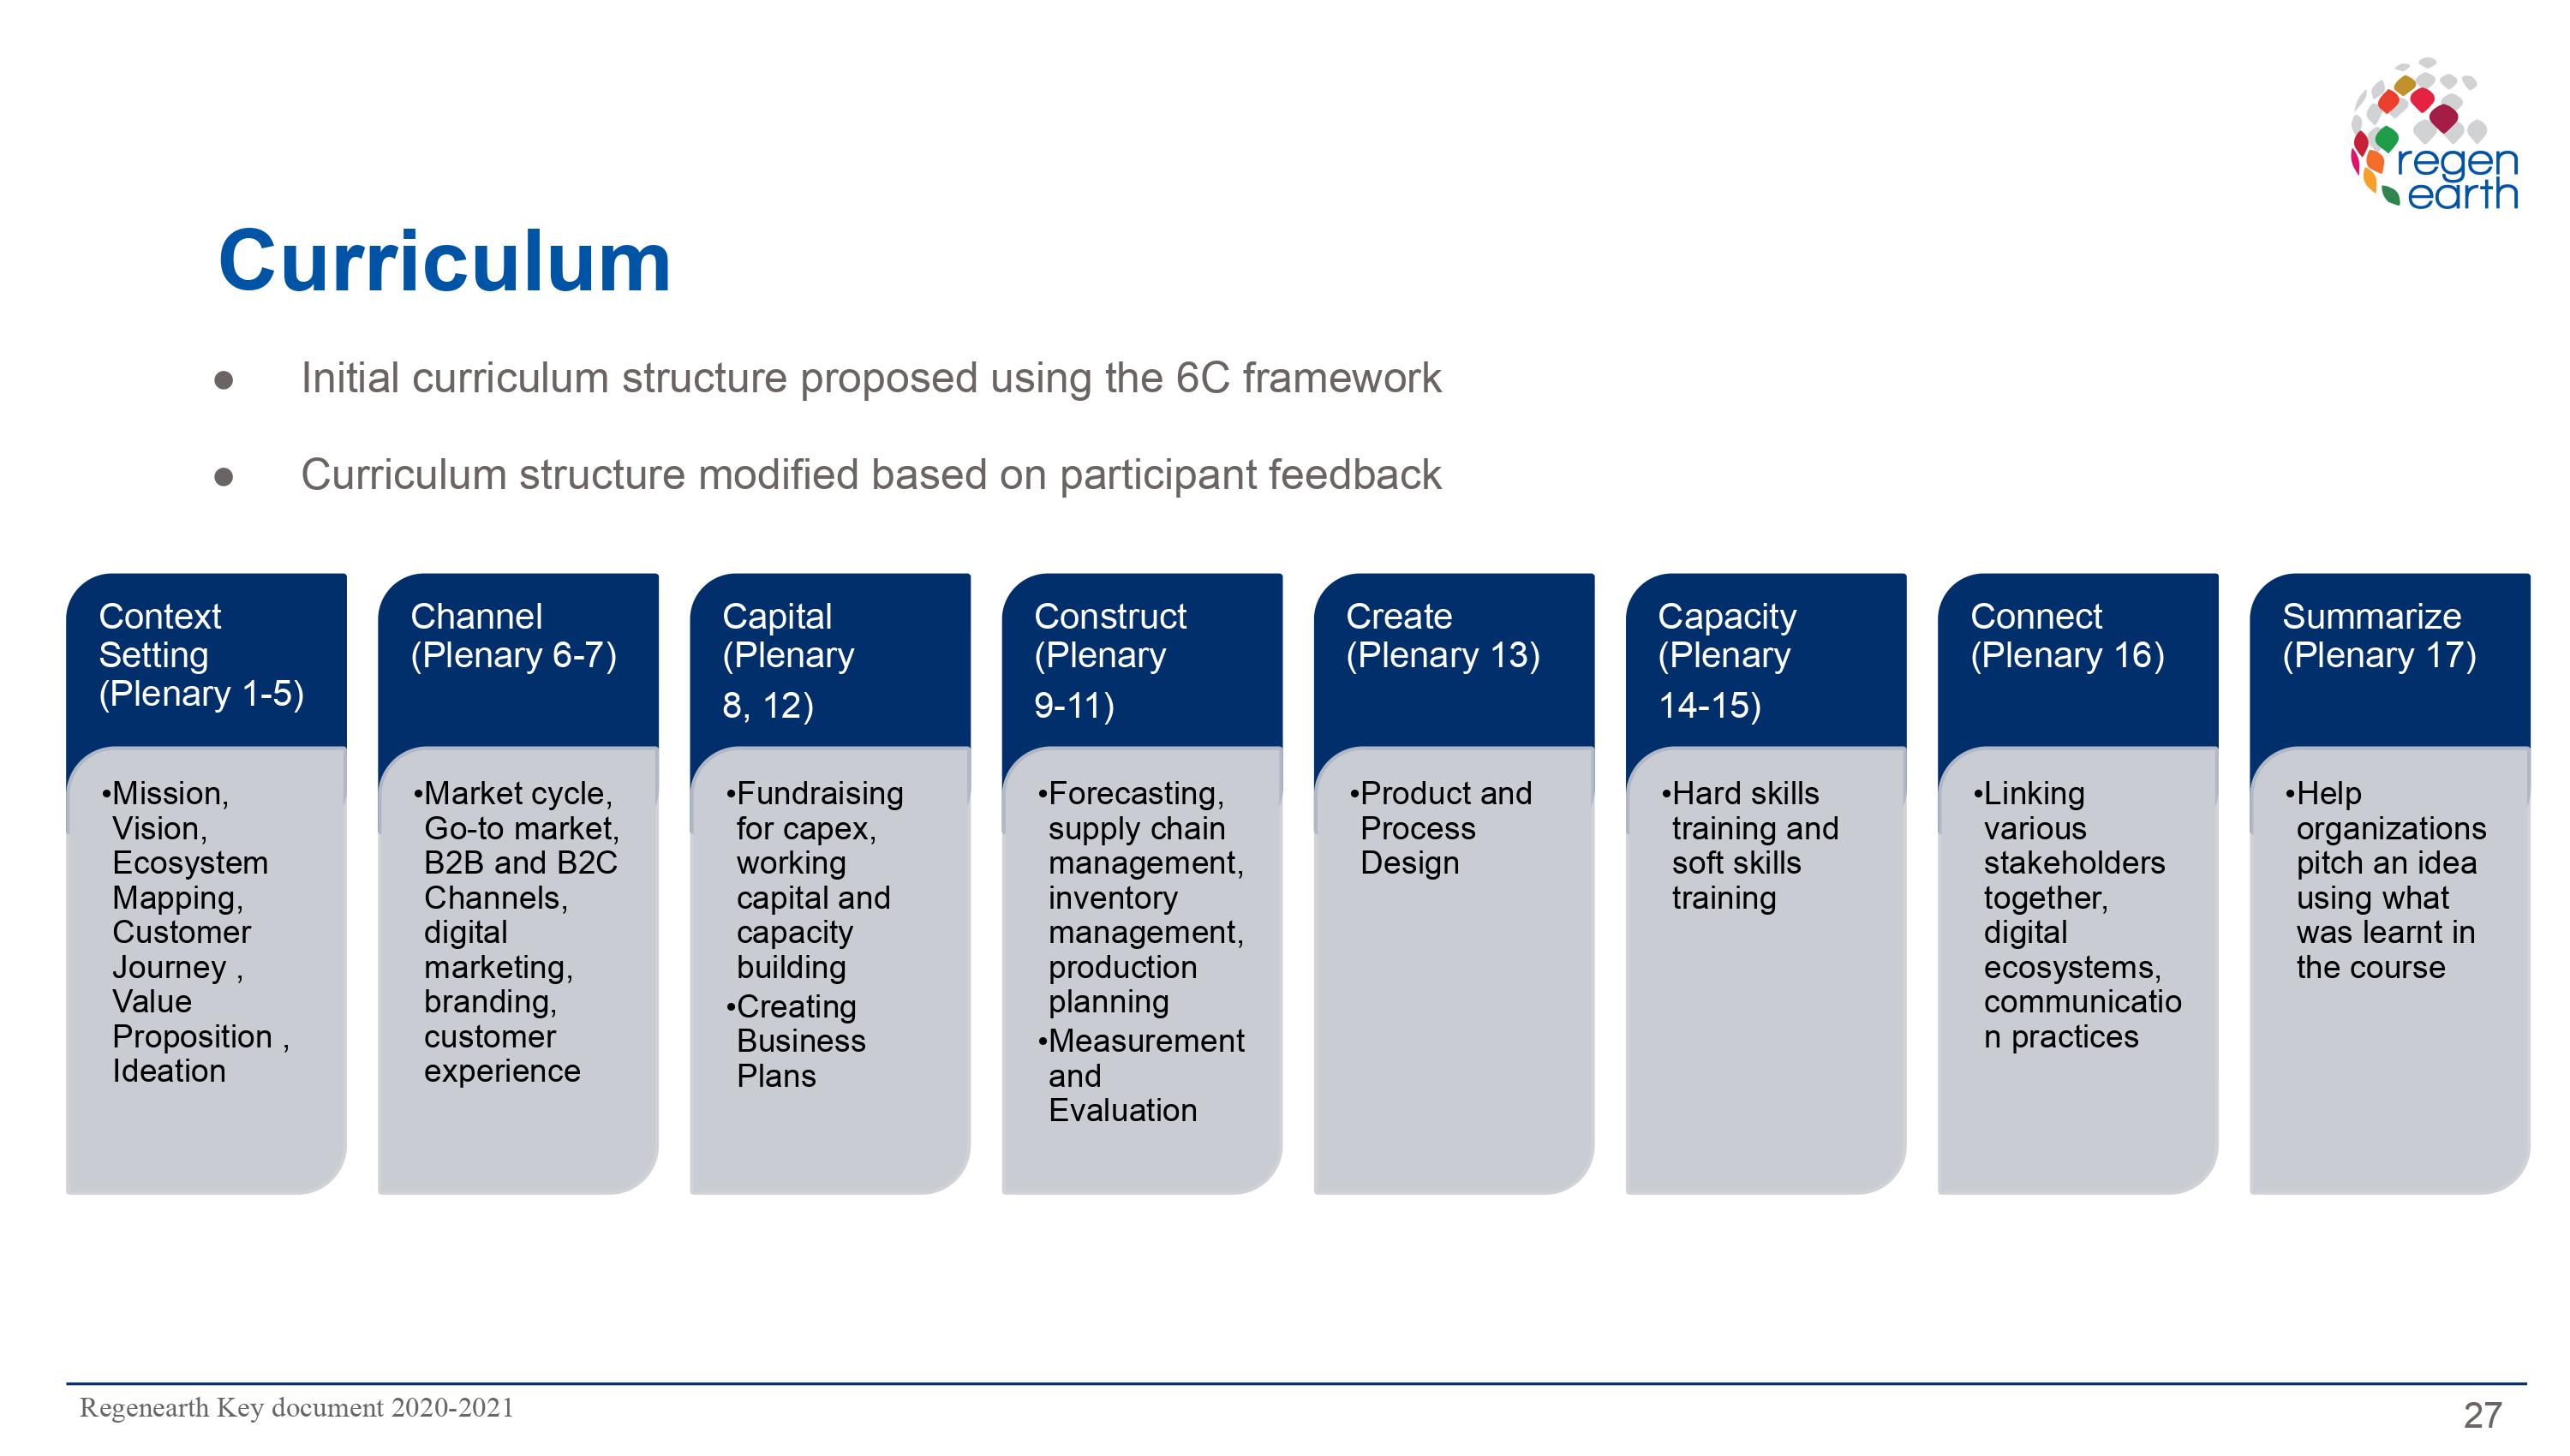 regen
earth
Curriculum
● Initial curriculum structure proposed using the 6C framework
● Curriculum structure modified based on participant feedback
Context
Setting
(Plenary 1-5)
•Mission,
Vision,
Ecosystem
Mapping,
Customer
Journey ,
Value
Proposition ,
Ideation
Channel
(Plenary 6-7)
•Market cycle,
Go-to market,
B2B and B2C
Channels,
digital
marketing,
branding,
customer
experience
Capital
(Plenary
8, 12)
•Fundraising
for capex,
working
capital and
capacity
building
•Creating
Business
Plans
Construct
(Plenary
9-11)
•Forecasting,
supply chain
management,
inventory
management,
production
planning
•Measurement
and
Evaluation
Create
(Plenary 13)
•Product and
Process
Design
Capacity
(Plenary
14-15)
•Hard skills
training and
soft skills
training
Connect
(Plenary 16)
•Linking
various
stakeholders
together,
digital
ecosystems,
communicatio
n practices
Summarize
(Plenary 17)
•Help
organizations
pitch an idea
using what
was learnt in
the course
Regenearth Key document 2020-2021
27